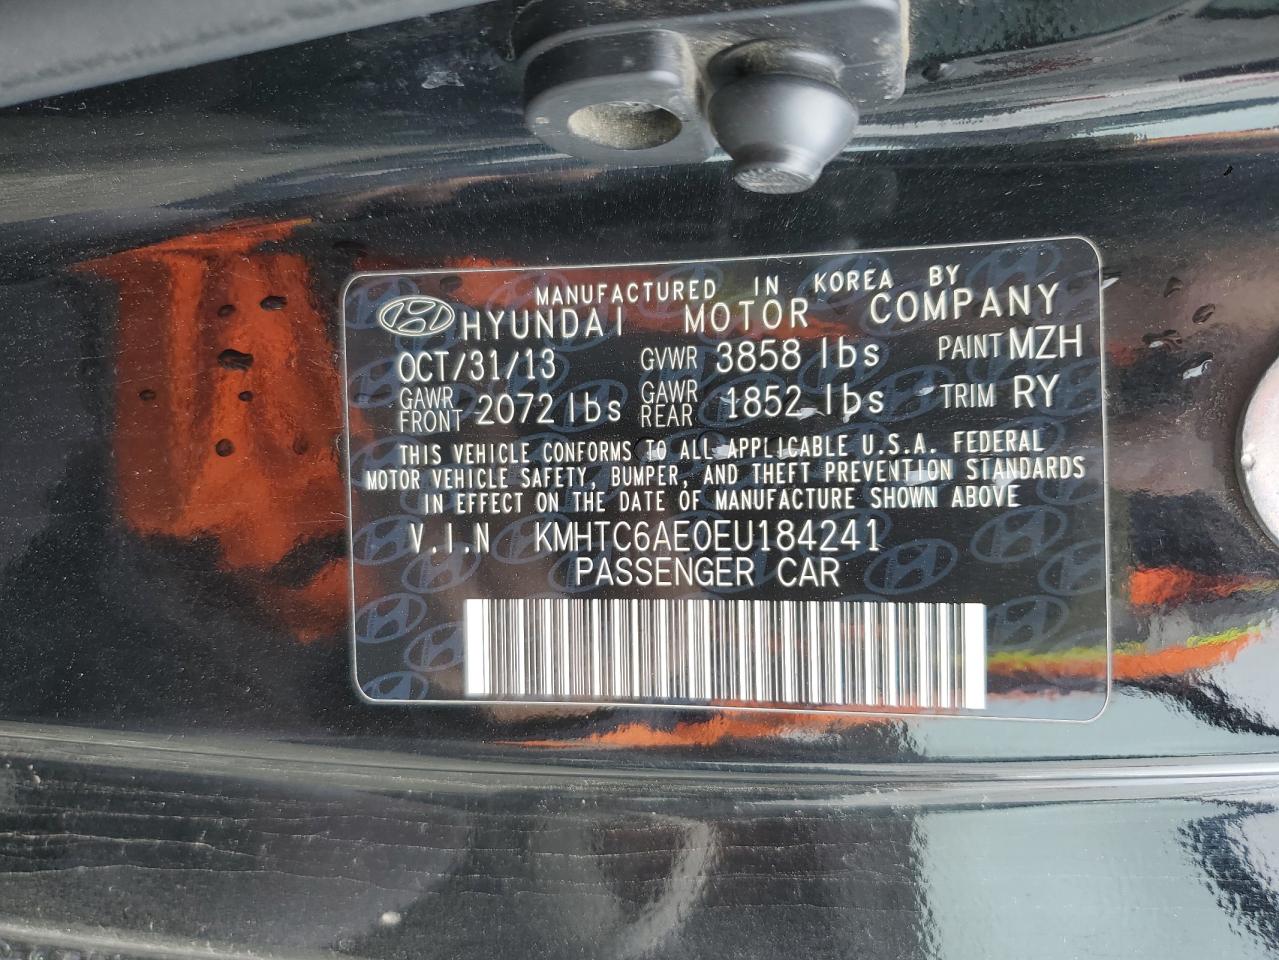 MANUFACTURED IN KOREA BY
HYUNDAI MOTOR COMPANY
OCT/31/13 GVWR 3858 lbs PAINT MZH
GAWR FRONT 2072 lbs GAWR REAR 1852 lbs TRIM RY
THIS VEHICLE CONFORMS TO ALL APPLICABLE U.S.A. FEDERAL
MOTOR VEHICLE SAFETY, BUMPER, AND THEFT PREVENTION STANDARDS
IN EFFECT ON THE DATE OF MANUFACTURE SHOWN ABOVE
V.I.N KMHTC6AE0EU184241
PASSENGER CAR